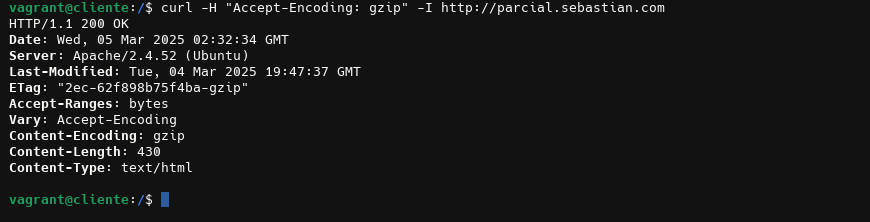 vagrant@cliente:/$ curl -H "Accept-Encoding: gzip" -I http://parcial.sebastian.com
HTTP/1.1 200 OK
Date: Wed, 05 Mar 2025 02:32:34 GMT
Server: Apache/2.4.52 (Ubuntu)
Last-Modified: Tue, 04 Mar 2025 19:47:37 GMT
ETag: "2ec-62f898b75f4ba-gzip"
Accept-Ranges: bytes
Vary: Accept-Encoding
Content-Encoding: gzip
Content-Length: 430
Content-Type: text/html
vagrant@cliente:/$